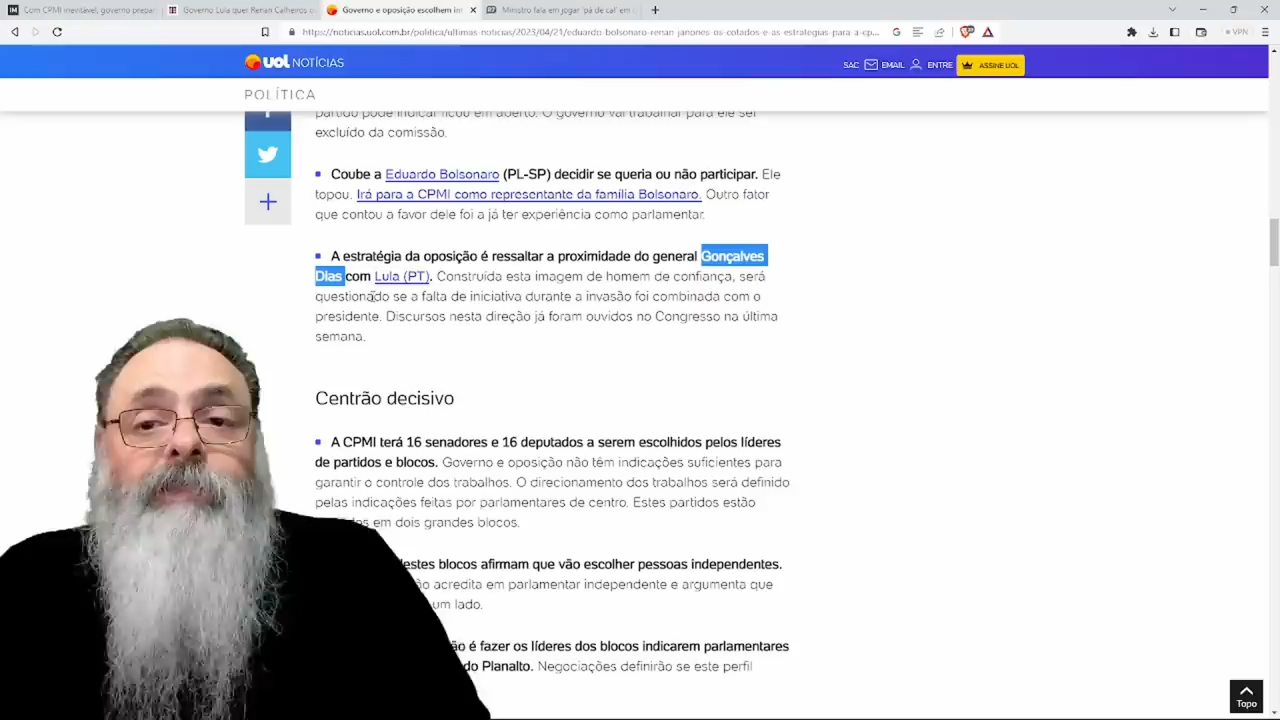 Com CPMI inevitável, governo prepar
Governo Lula quer Renan Calheiros
Governo e oposição escolhem in
Ministro fala em jogar 'pá de cal' em
https://noticias.uol.com.br/politica/ultimas-noticias/2023/04/21/eduardo-bolsonaro-renan-janones-os-cotados-e-as-estrategias-para-a-cp...
VPN
UOL NOTÍCIAS
SAC EMAIL ENTRE ASSINE UOL
POLÍTICA
partido pode indicar ficou em aberto. O governo vai trabalhar para ele ser
excluído da comissão.
Coube a Eduardo Bolsonaro (PL-SP) decidir se queria ou não participar. Ele
topou. Irá para a CPMI como representante da família Bolsonaro. Outro fator
que contou a favor dele foi a já ter experiência como parlamentar.
A estratégia da oposição é ressaltar a proximidade do general Gonçalves
Dias com Lula (PT). Construída esta imagem de homem de confiança, será
questionado se a falta de iniciativa durante a invasão foi combinada com o
presidente. Discursos nesta direção já foram ouvidos no Congresso na última
semana.
Centrão decisivo
A CPMI terá 16 senadores e 16 deputados a serem escolhidos pelos líderes
de partidos e blocos. Governo e oposição não têm indicações suficientes para
garantir o controle dos trabalhos. O direcionamento dos trabalhos será definido
pelas indicações feitas por parlamentares de centro. Estes partidos estão
em dois grandes blocos.
destes blocos afirmam que vão escolher pessoas independentes.
ão acredita em parlamentar independente e argumenta que
um lado.
ão é fazer os líderes dos blocos indicarem parlamentares
do Planalto. Negociações definirão se este perfil
Topo